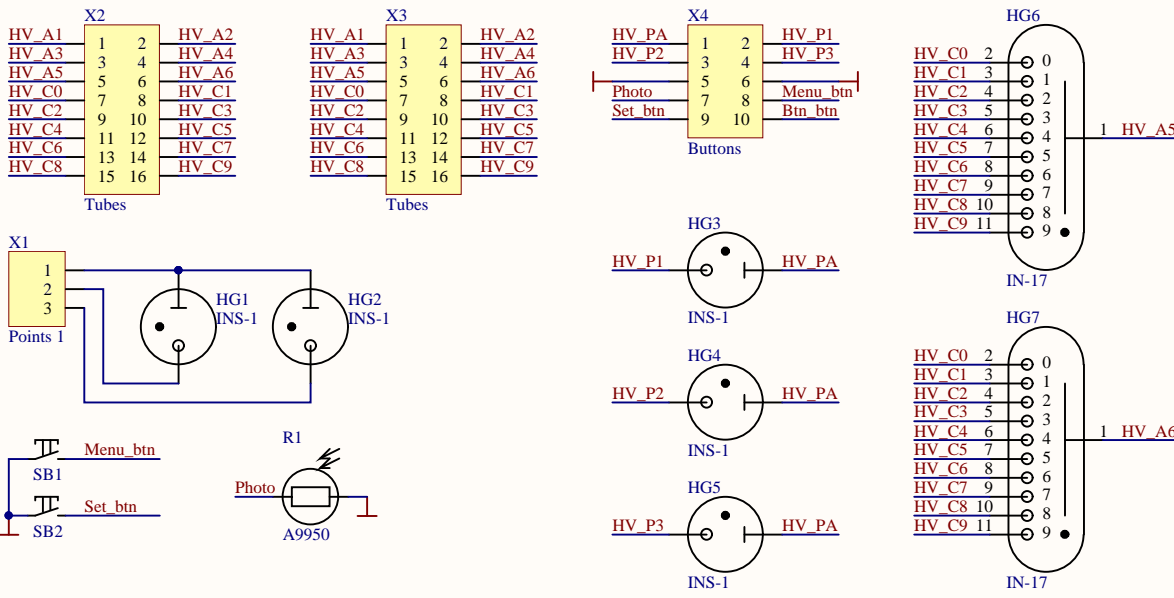 X2
HV_A1 1 2 HV_A2
HV_A3 3 4 HV_A4
HV_A5 5 6 HV_A6
HV_C0 7 8 HV_C1
HV_C2 9 10 HV_C3
HV_C4 11 12 HV_C5
HV_C6 13 14 HV_C7
HV_C8 15 16 HV_C9
Tubes
X3
HV_A1 1 2 HV_A2
HV_A3 3 4 HV_A4
HV_A5 5 6 HV_A6
HV_C0 7 8 HV_C1
HV_C2 9 10 HV_C3
HV_C4 11 12 HV_C5
HV_C6 13 14 HV_C7
HV_C8 15 16 HV_C9
Tubes
X4
HV_PA 1 2 HV_P1
HV_P2 3 4 HV_P3
5 6
Photo 7 8 Menu_btn
Set_btn 9 10 Btn_btn
Buttons
HG6
HV_C0 2 0
HV_C1 3 1
HV_C2 4 2
HV_C3 5 3
HV_C4 6 4 1 HV_A5
HV_C5 7 5
HV_C6 8 6
HV_C7 9 7
HV_C8 10 8
HV_C9 11 9
IN-17
X1
1
2
3
Points 1
HG1
INS-1
HG2
INS-1
HG3
HV_P1 HV_PA
INS-1
HG4
HV_P2 HV_PA
INS-1
HG5
HV_P3 HV_PA
INS-1
HG7
HV_C0 2 0
HV_C1 3 1
HV_C2 4 2
HV_C3 5 3
HV_C4 6 4 1 HV_A6
HV_C5 7 5
HV_C6 8 6
HV_C7 9 7
HV_C8 10 8
HV_C9 11 9
IN-17
Menu_btn
SB1
Set_btn
SB2
R1
Photo
A9950